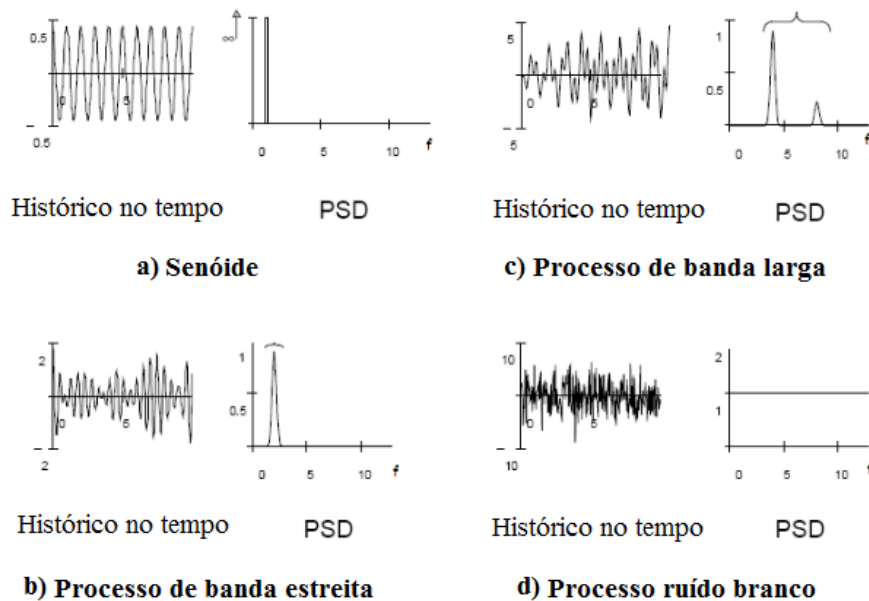 0.5
0
5
0.5
∞
0
5
10
f
Histórico no tempo
PSD
a) Senóide
5
0
5
5
1
0.5
0
5
10
f
Histórico no tempo
PSD
c) Processo de banda larga
2
0
5
2
1
0.5
0
5
10
f
Histórico no tempo
PSD
b) Processo de banda estreita
10
0
5
10
2
1
0
5
10
f
Histórico no tempo
PSD
d) Processo ruído branco